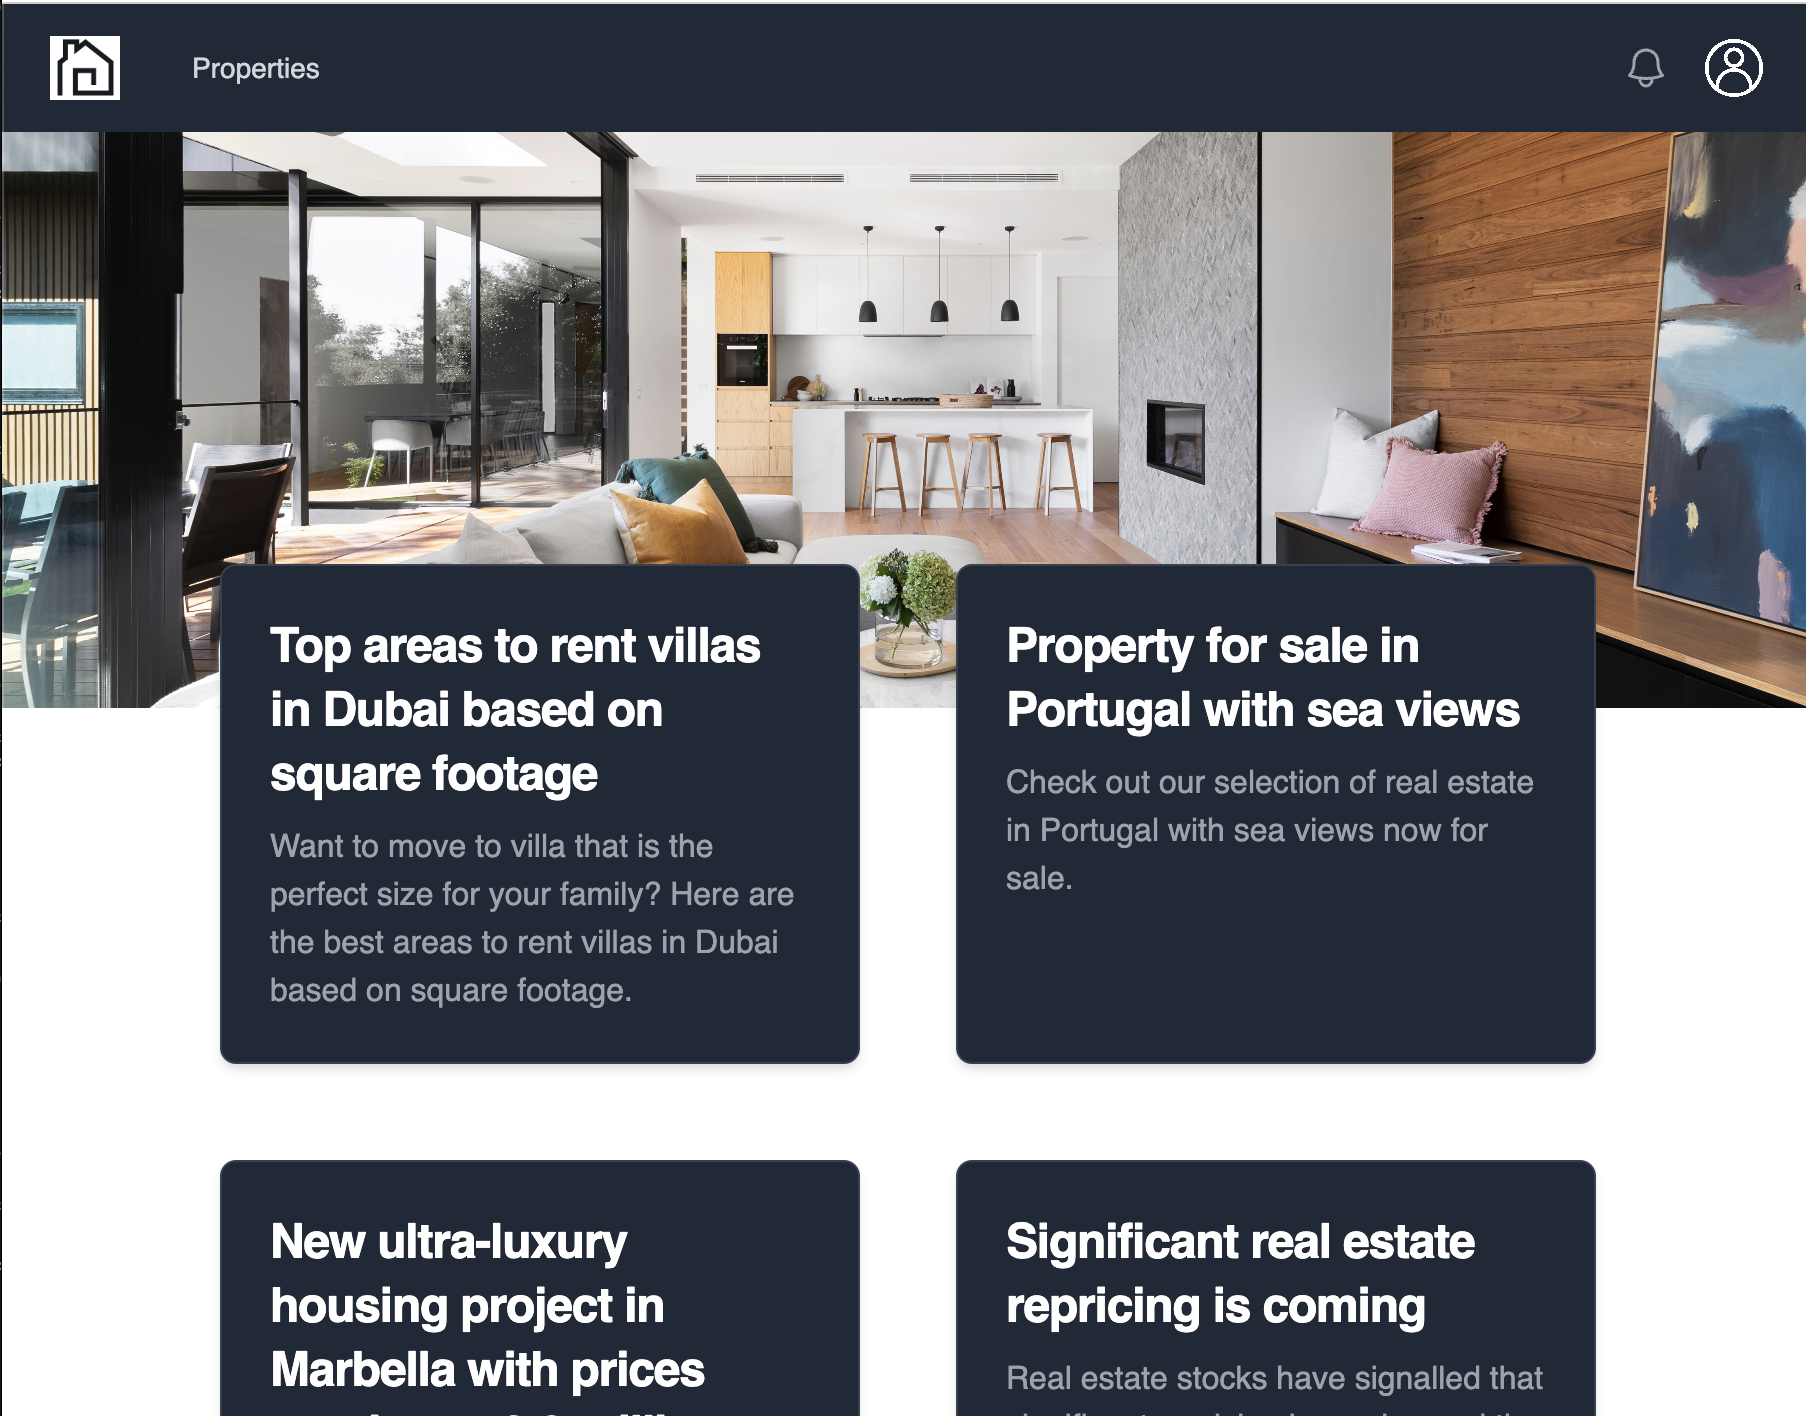 Properties
Top areas to rent villas
in Dubai based on
square footage
Want to move to villa that is the
perfect size for your family? Here are
the best areas to rent villas in Dubai
based on square footage.
Property for sale in
Portugal with sea views
Check out our selection of real estate
in Portugal with sea views now for
sale.
New ultra-luxury
housing project in
Marbella with prices
Significant real estate
repricing is coming
Real estate stocks have signalled that